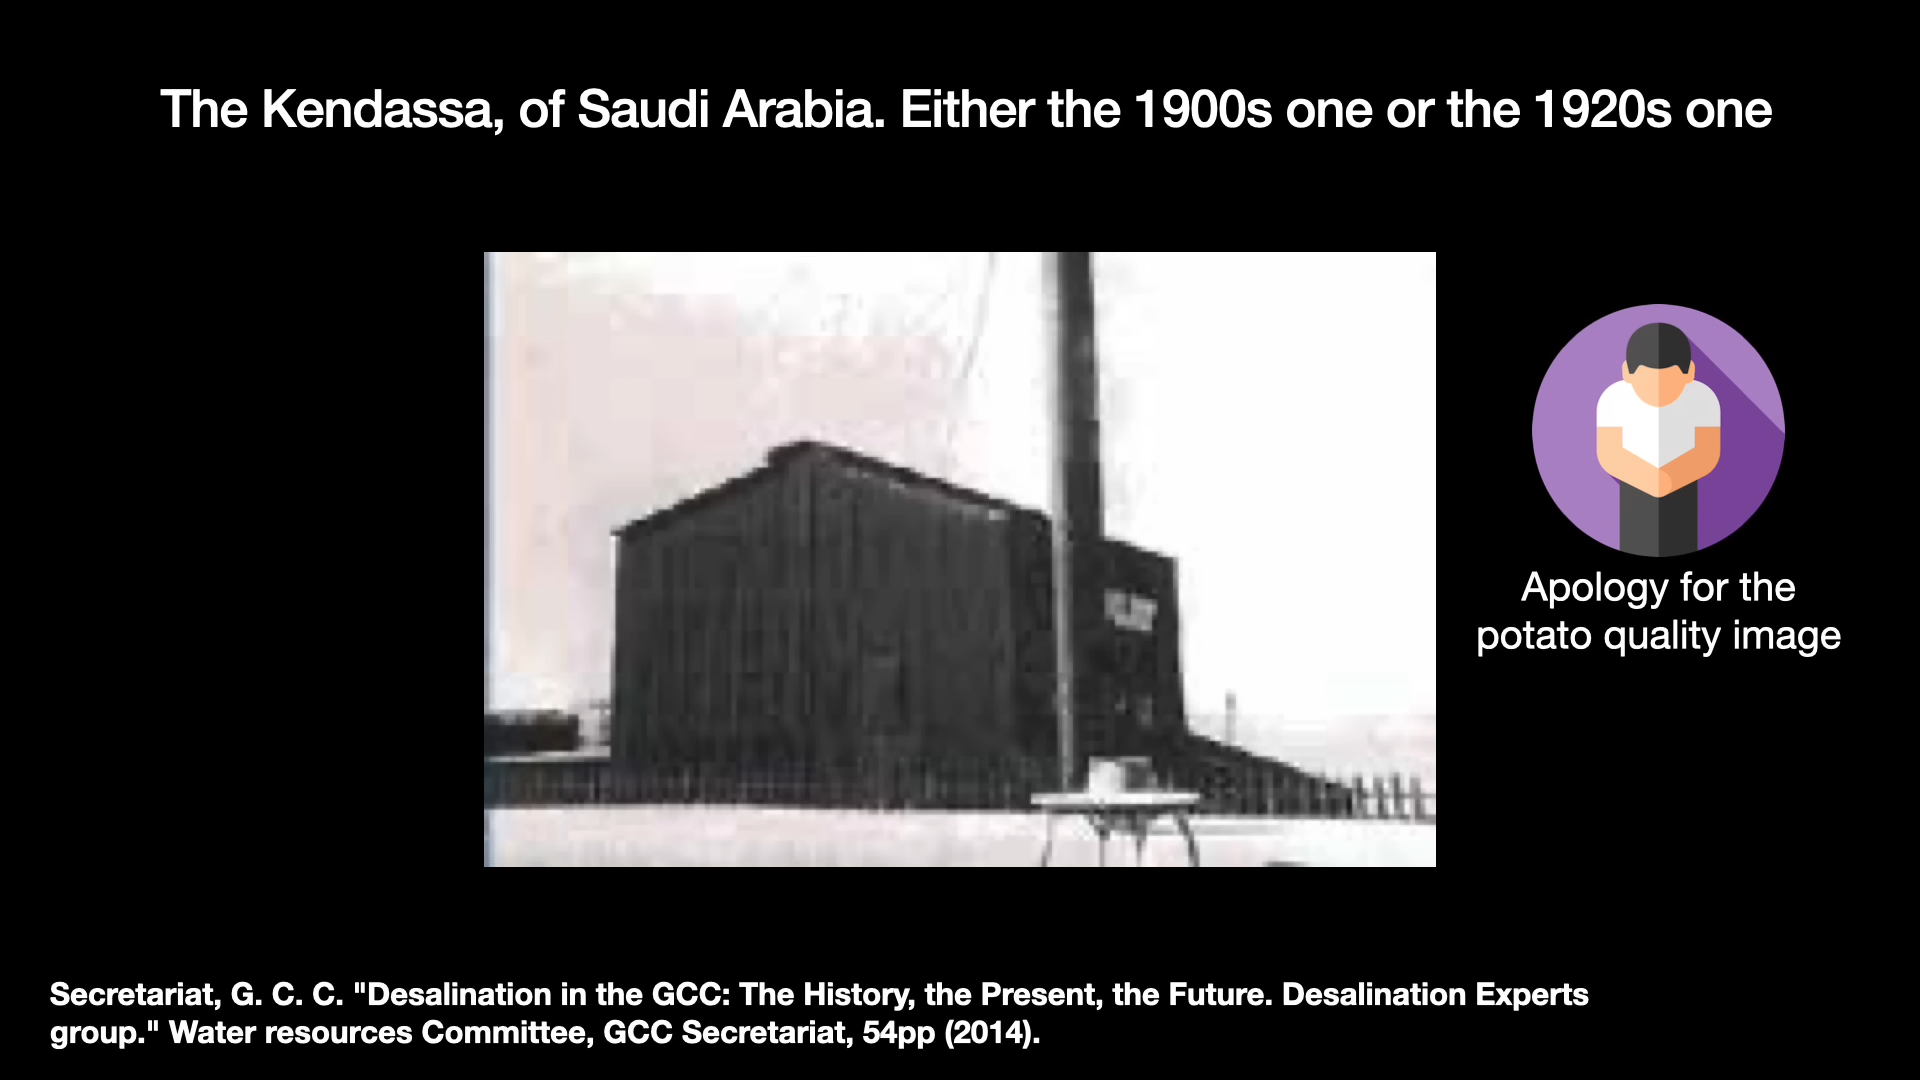 The Kendassa, of Saudi Arabia. Either the 1900s one or the 1920s one
Apology for the
potato quality image
Secretariat, G. C. C. "Desalination in the GCC: The History, the Present, the Future. Desalination Experts
group." Water resources Committee, GCC Secretariat, 54pp (2014).